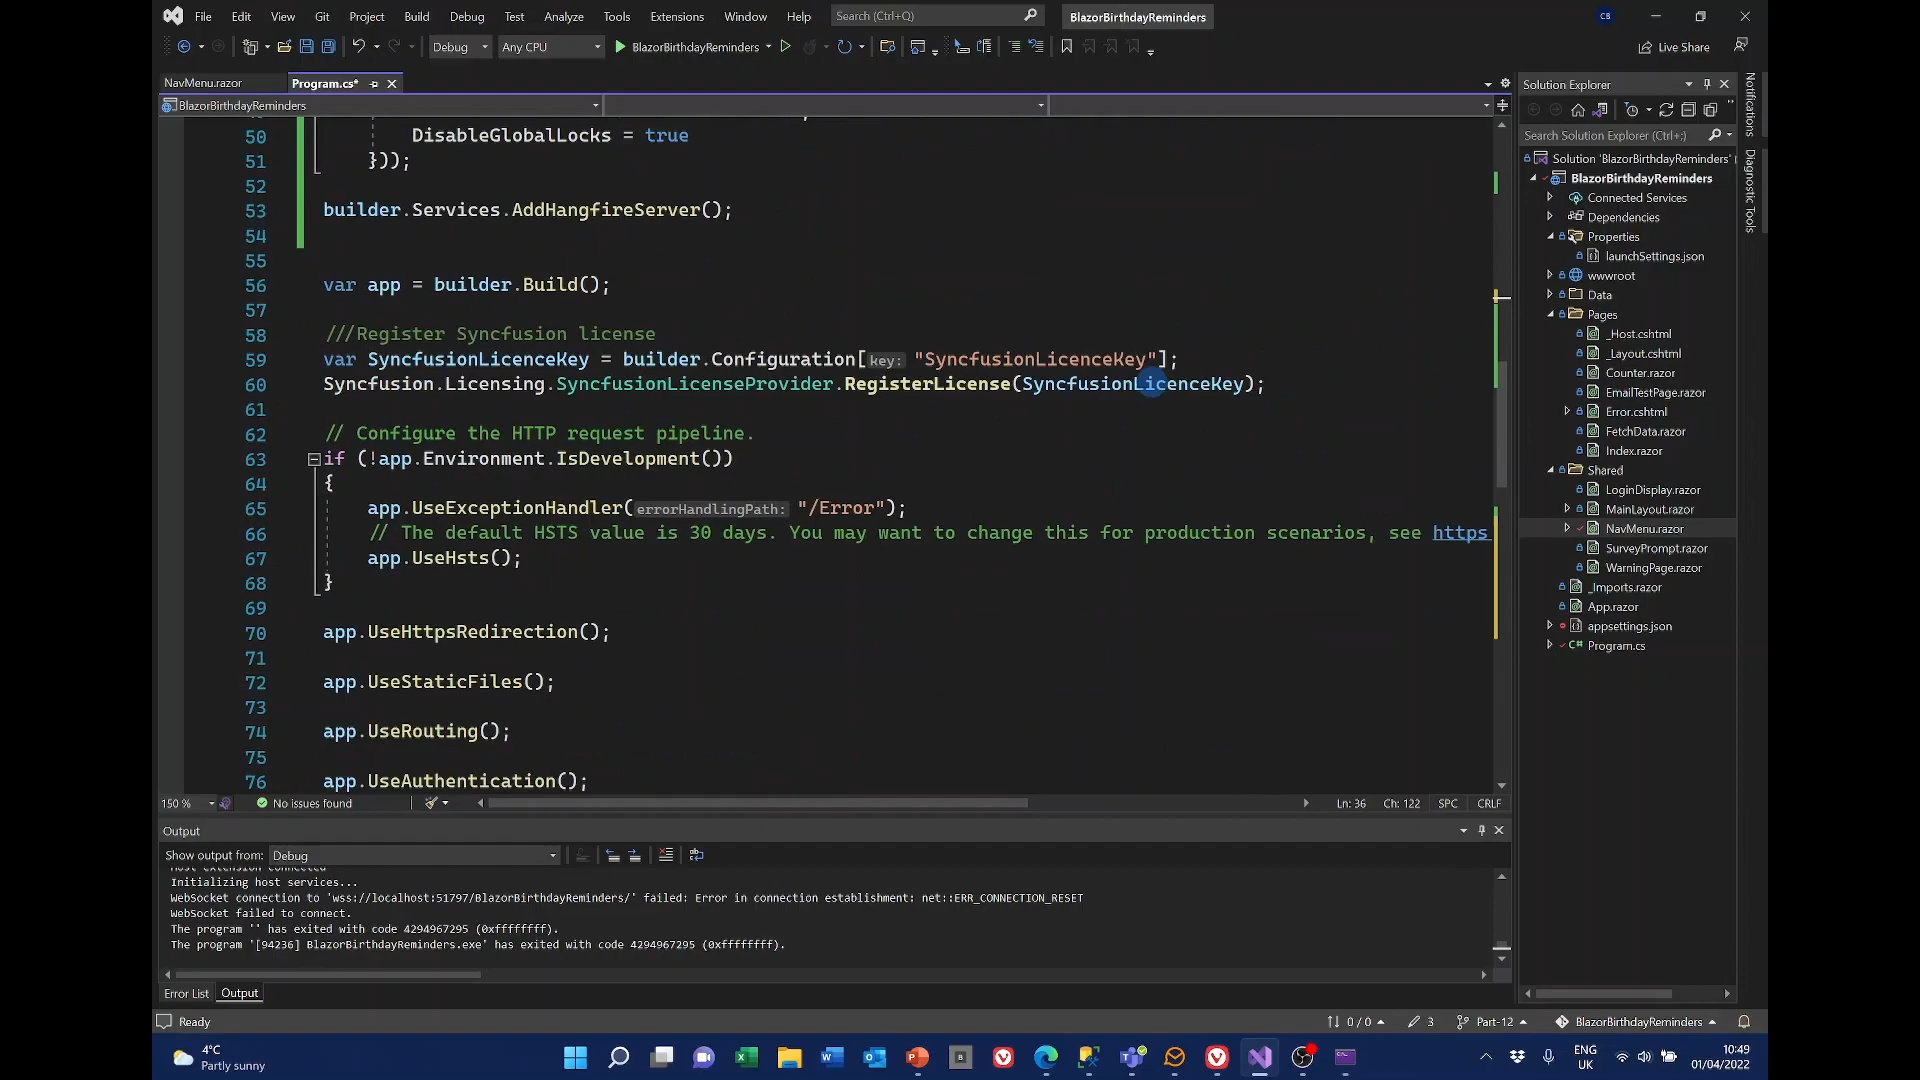 File Edit View Git Project Build Debug Test Analyze Tools Extensions Window Help Search (Ctrl+Q) BlazorBirthdayReminders CB
Debug Any CPU BlazorBirthdayReminders Live Share
NavMenu.razor Program.cs*
BlazorBirthdayReminders
50 DisableGlobalLocks = true
51 }));
52
53 builder.Services.AddHangfireServer();
54
55
56 var app = builder.Build();
57
58 ///Register Syncfusion license
59 var SyncfusionLicenceKey = builder.Configuration[key: "SyncfusionLicenceKey"];
60 Syncfusion.Licensing.SyncfusionLicenseProvider.RegisterLicense(SyncfusionLicenceKey);
61
62 // Configure the HTTP request pipeline.
63 if (!app.Environment.IsDevelopment())
64 {
65 app.UseExceptionHandler(errorHandlingPath: "/Error");
66 // The default HSTS value is 30 days. You may want to change this for production scenarios, see https
67 app.UseHsts();
68 }
69
70 app.UseHttpsRedirection();
71
72 app.UseStaticFiles();
73
74 app.UseRouting();
75
76 app.UseAuthentication();
150 % No issues found Ln: 36 Ch: 122 SPC CRLF
Output
Show output from: Debug
Host extension connected
Initializing host services...
WebSocket connection to 'wss://localhost:51797/BlazorBirthdayReminders/' failed: Error in connection establishment: net::ERR_CONNECTION_RESET
WebSocket failed to connect.
The program '' has exited with code 4294967295 (0xffffffff).
The program '[94236] BlazorBirthdayReminders.exe' has exited with code 4294967295 (0xffffffff).
Error List Output
Solution Explorer
Search Solution Explorer (Ctrl+;)
Solution 'BlazorBirthdayReminders'
BlazorBirthdayReminders
Connected Services
Dependencies
Properties
launchSettings.json
wwwroot
Data
Pages
_Host.cshtml
_Layout.cshtml
Counter.razor
EmailTestPage.razor
Error.cshtml
FetchData.razor
Index.razor
Shared
LoginDisplay.razor
MainLayout.razor
NavMenu.razor
SurveyPrompt.razor
WarningPage.razor
_Imports.razor
App.razor
appsettings.json
C# Program.cs
Notifications
Diagnostic Tools
Ready 0 / 0 3 Part-12 BlazorBirthdayReminders
4°C
Partly sunny
ENG
UK
10:49
01/04/2022